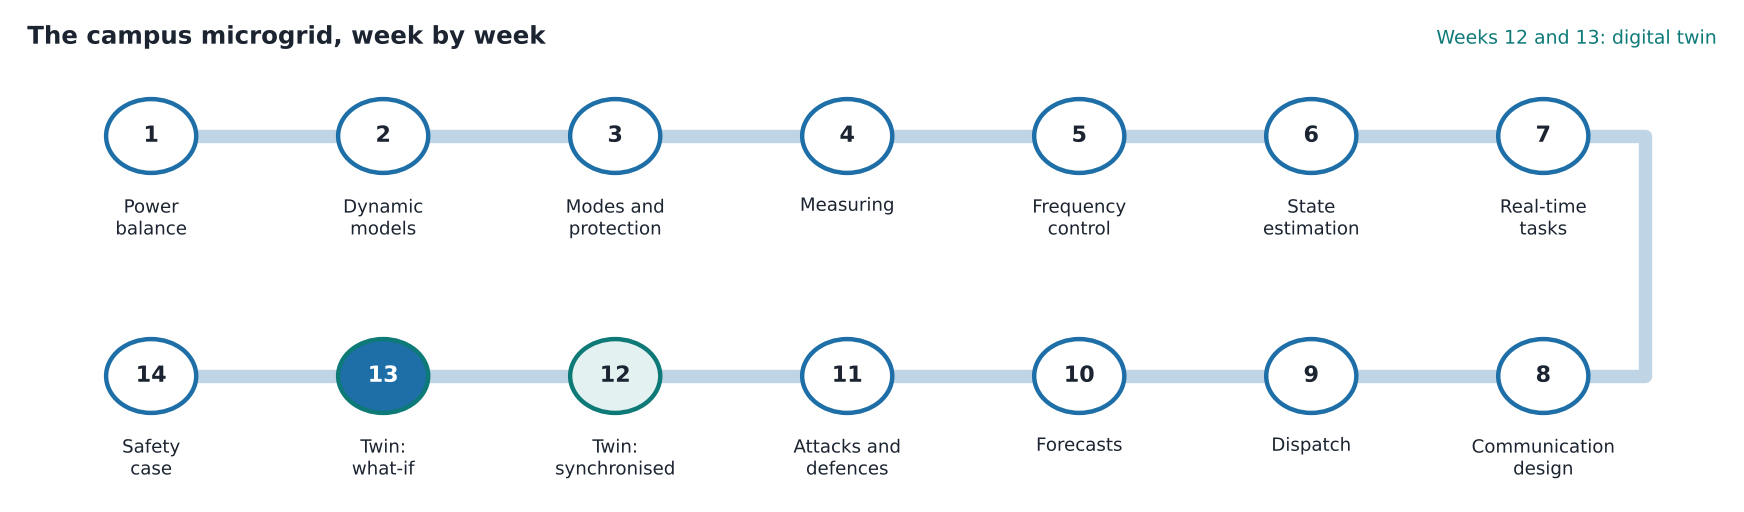 The campus microgrid, week by week
Weeks 12 and 13: digital twin
1
2
3
4
5
6
7
Power
balance
Dynamic
models
Modes and
protection
Measuring
Frequency
control
State
estimation
Real-time
tasks
14
13
12
11
10
9
8
Safety
case
Twin:
what-if
Twin:
synchronised
Attacks and
defences
Forecasts
Dispatch
Communication
design